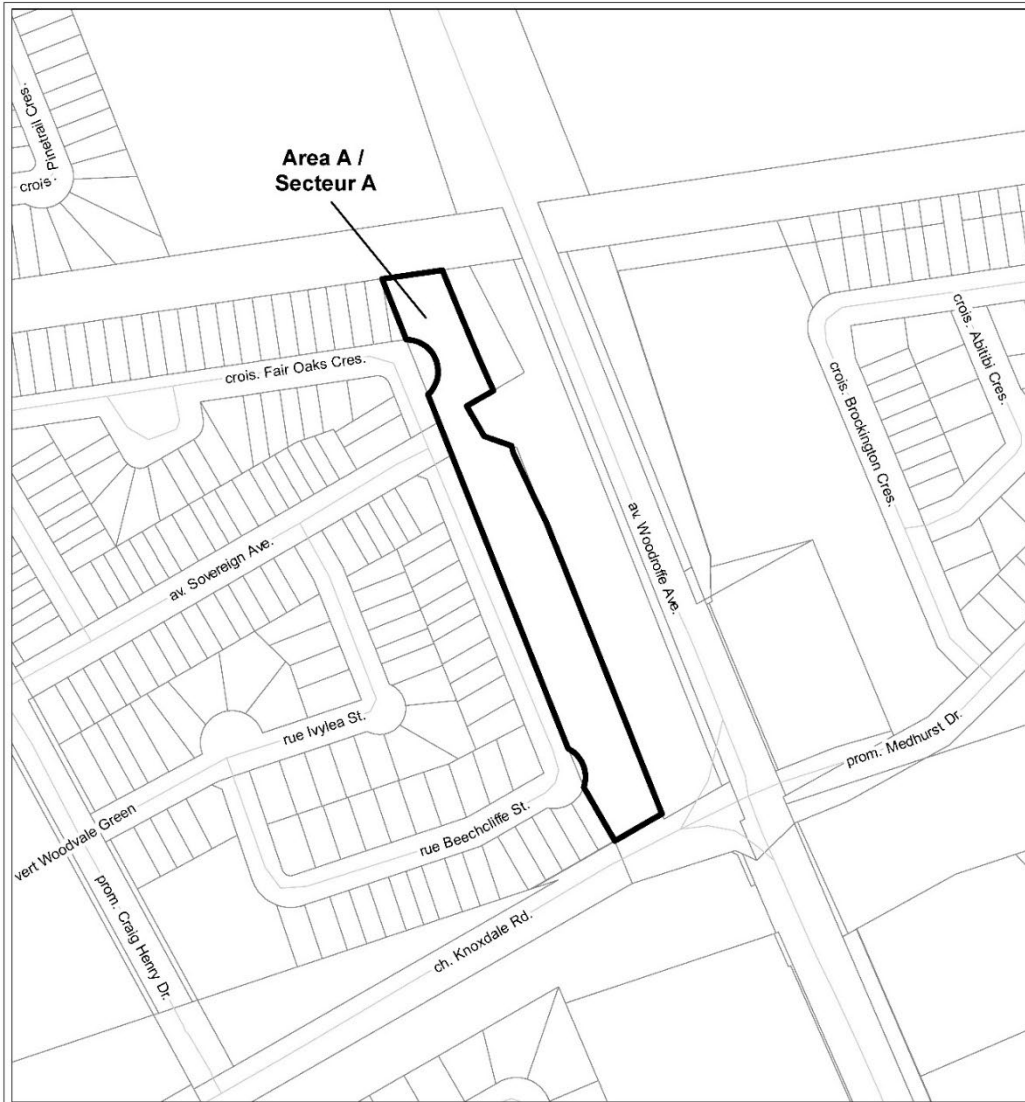 crois. Pinetrail Cres.
Area A /
Secteur A
crois. Fair Oaks Cres.
crois. Abitibi Cres.
crois. Brockington Cres.
av. Woodroffe Ave.
av. Sovereign Ave.
rue Ivylea St.
prom. Medhurst Dr.
rue Beechcliffe St.
vert Woodvale Green
prom. Craig Henry Dr.
ch. Knoxdale Rd.